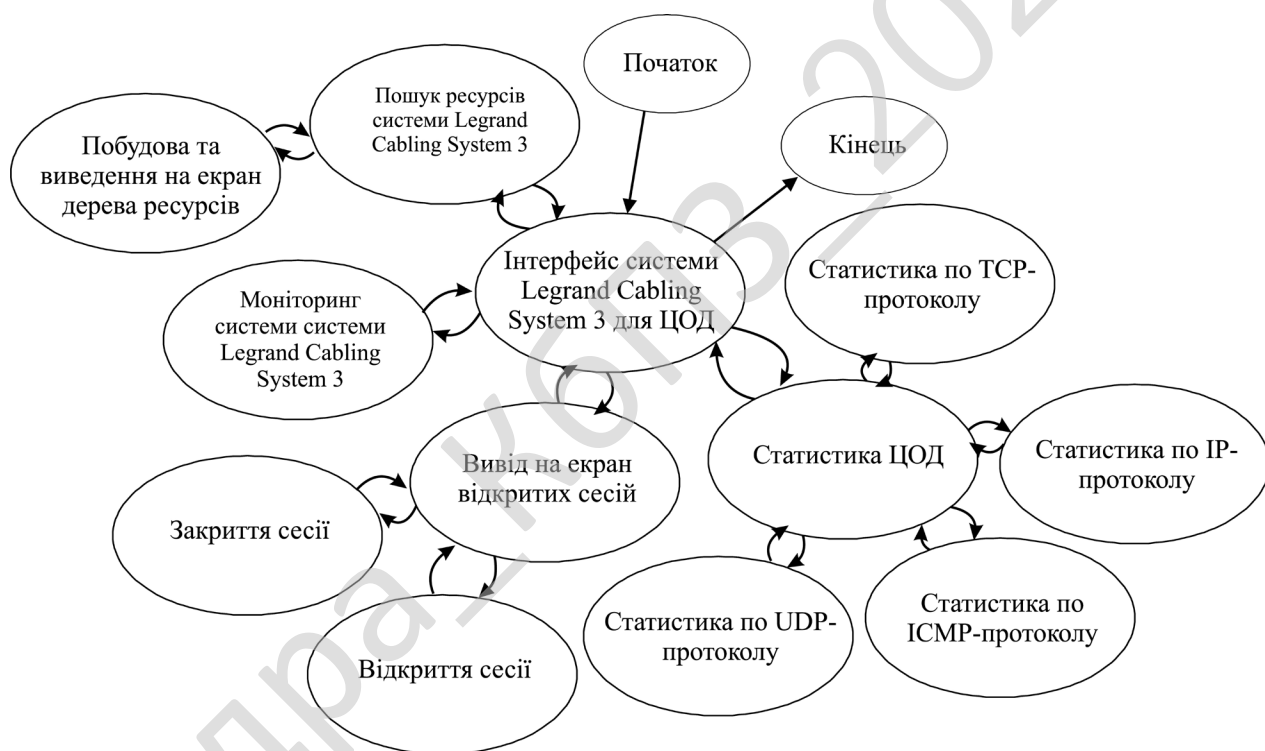 Початок
Пошук ресурсів
системи Legrand
Cabling System 3
Кінець
Побудова та
виведення на екран
дерева ресурсів
Інтерфейс системи
Legrand Cabling
System 3 для ЦОД
Статистика по TCP-
протоколу
Моніторинг
системи системи
Legrand Cabling
System 3
Вивід на екран
відкритих сесій
Статистика ЦОД
Статистика по IP-
протоколу
Закриття сесії
Статистика по UDP-
протоколу
Статистика по
ICMP-протоколу
Відкриття сесії